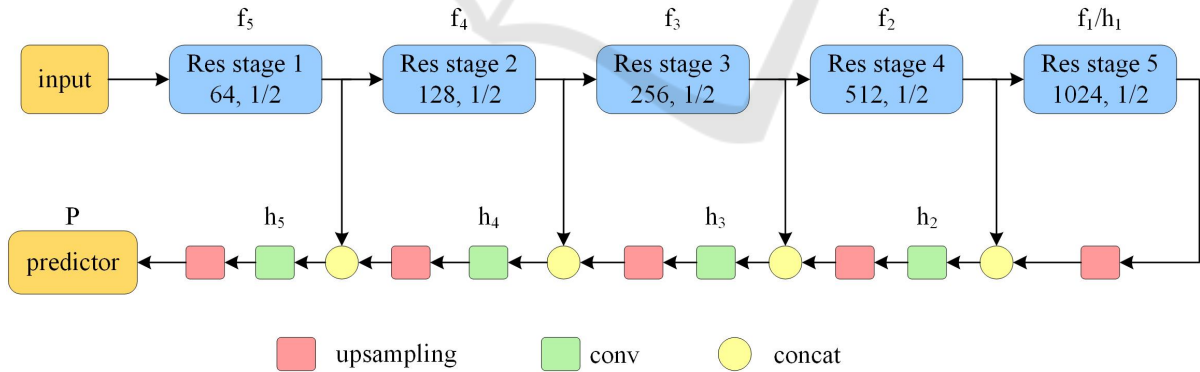 f₅ f₄ f₃ f₂ f₁/h₁
input
Res stage 1
64, 1/2
Res stage 2
128, 1/2
Res stage 3
256, 1/2
Res stage 4
512, 1/2
Res stage 5
1024, 1/2
P h₅ h₄ h₃ h₂
predictor
upsampling conv concat